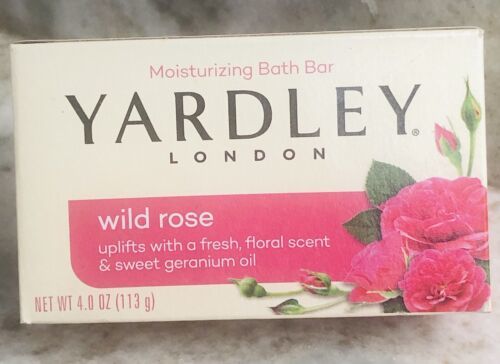 Moisturizing Bath Bar
YARDLEY®
LONDON
wild rose
uplifts with a fresh, floral scent
& sweet geranium oil
NET WT 4.0 OZ (113 g)